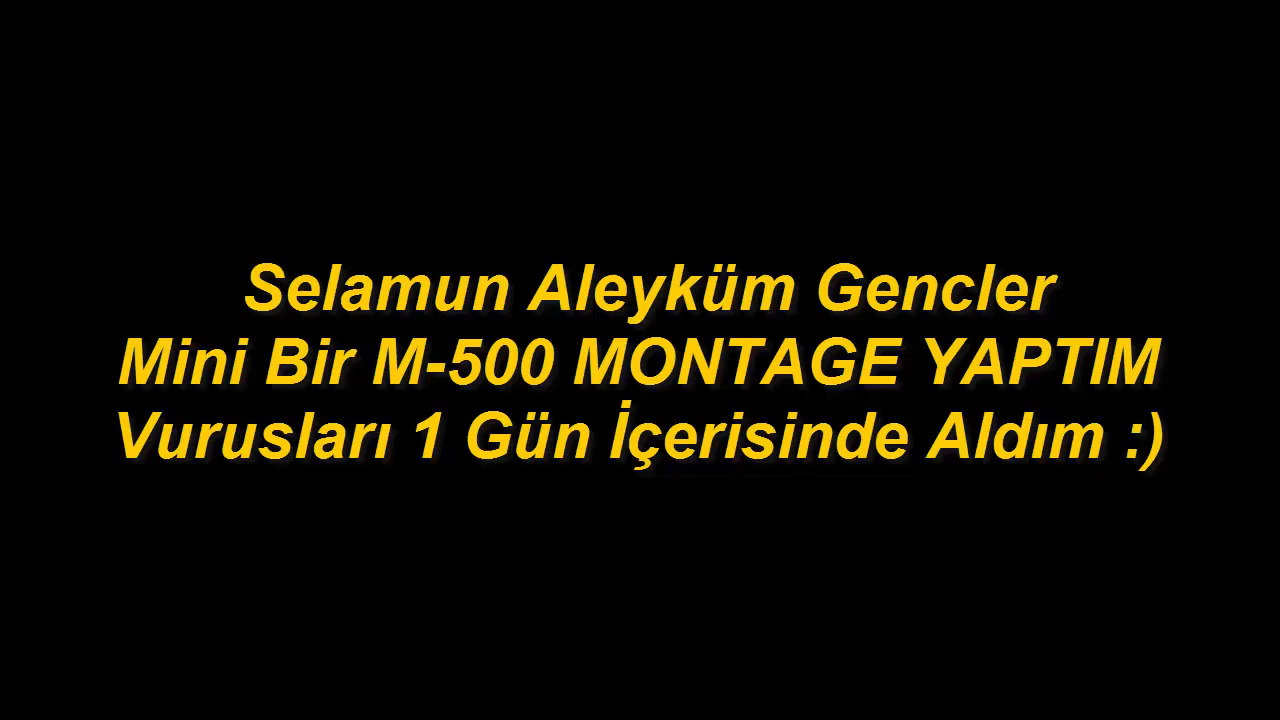 Selamun Aleyküm Gencler
Mini Bir M-500 MONTAGE YAPTIM
Vurusları 1 Gün İçerisinde Aldım :)